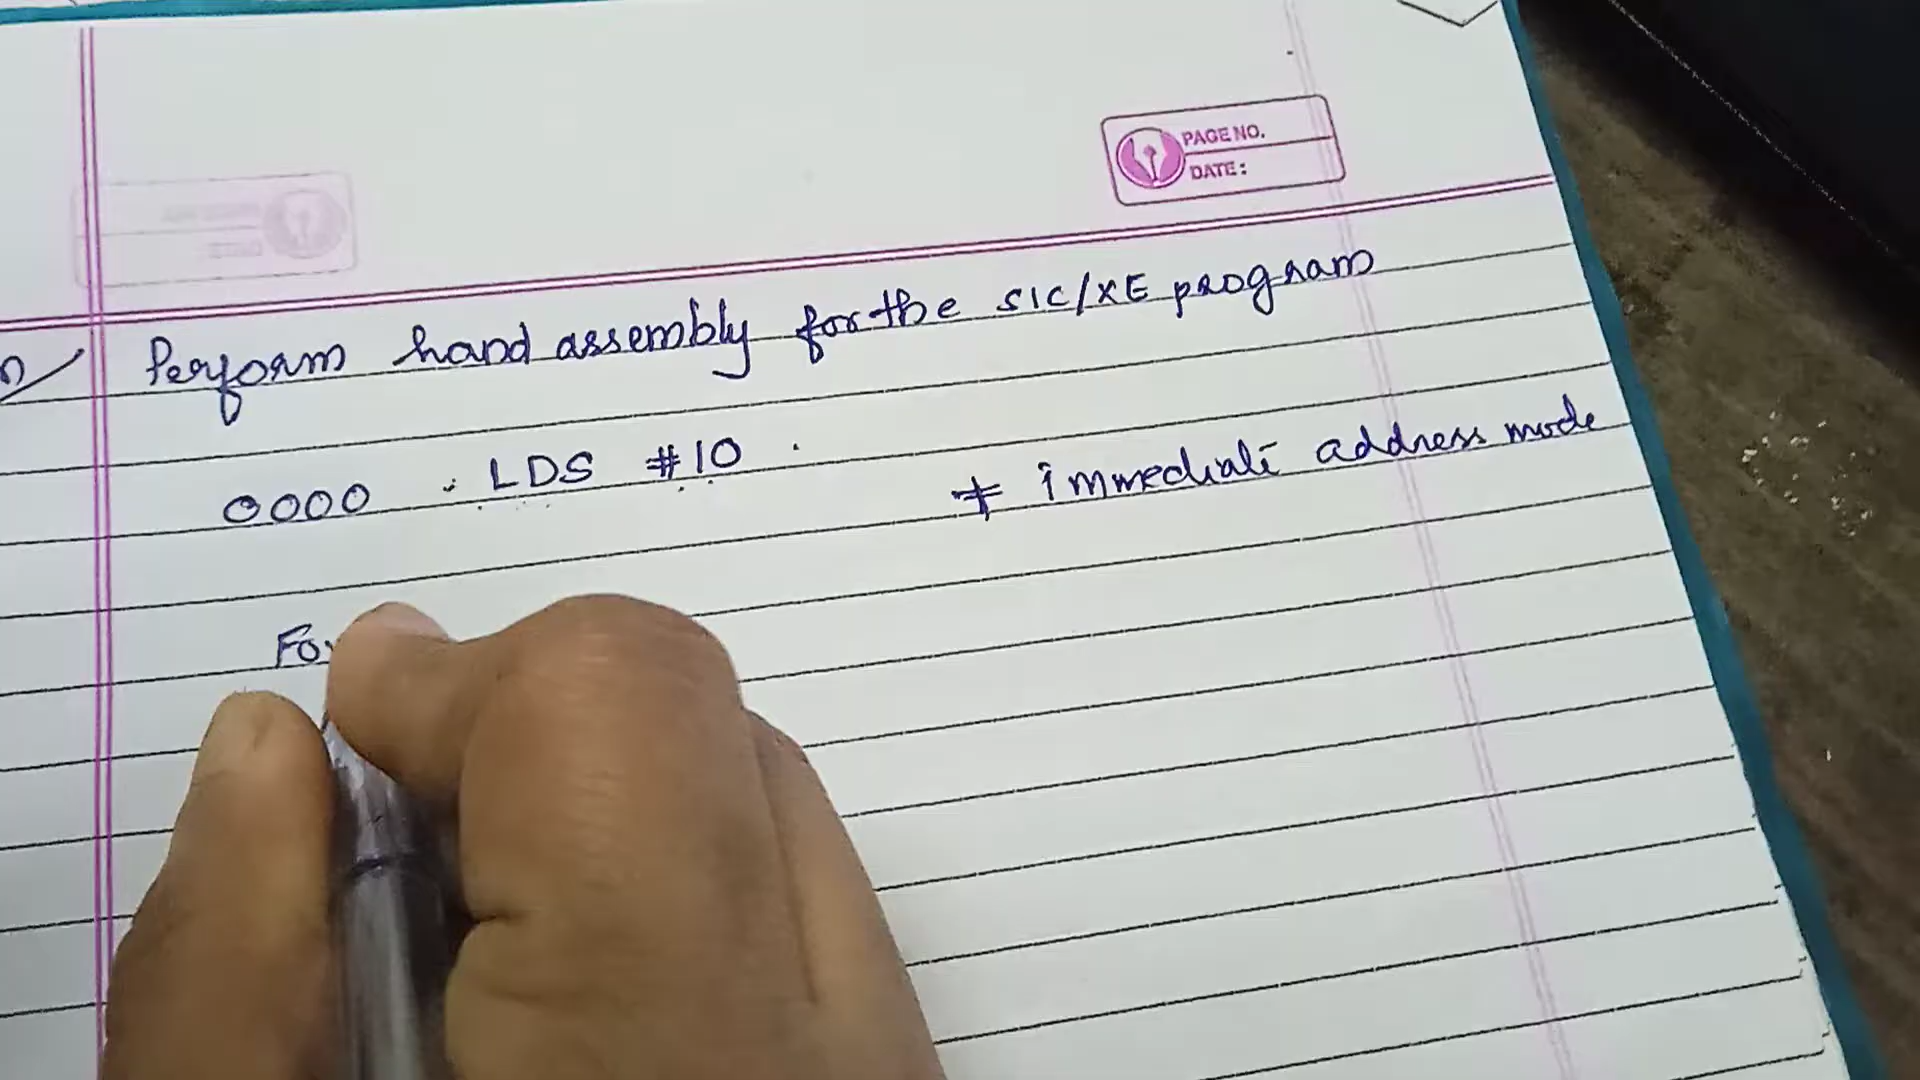 PAGE NO.
DATE:
Perform hand assembly for the SIC/XE program
0000 . LDS #10 .
* immediate address mode